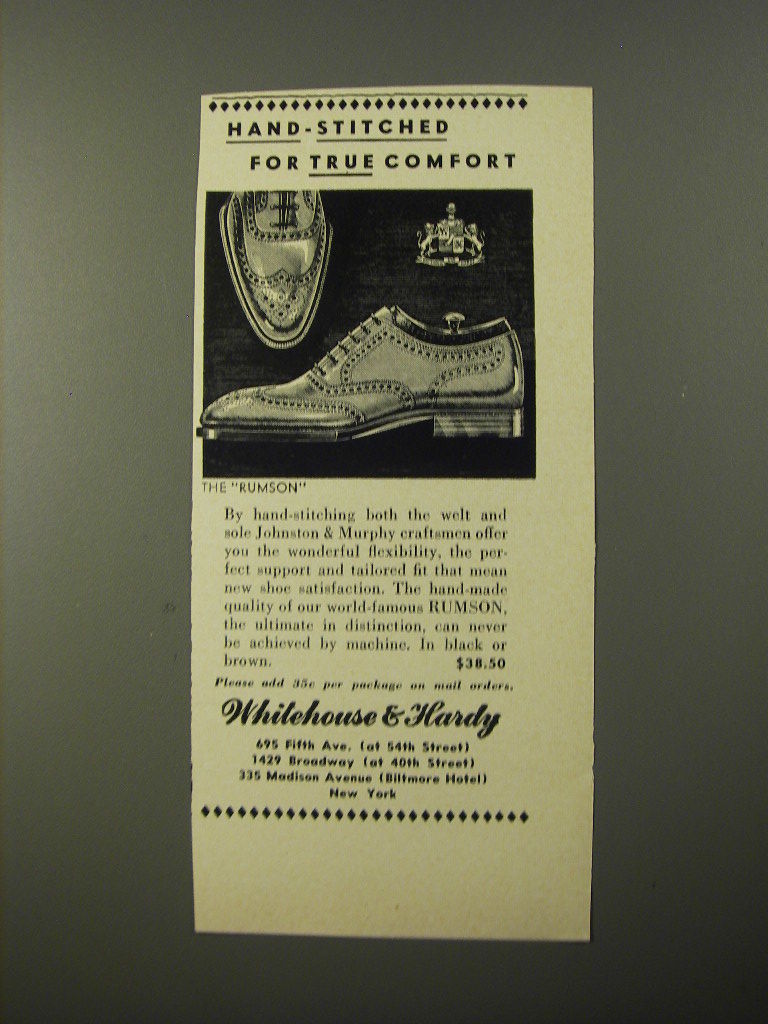 HAND-STITCHED
FOR TRUE COMFORT
THE "RUMSON"
By hand-stitching both the welt and
sole Johnston & Murphy craftsmen offer
you the wonderful flexibility, the per-
fect support and tailored fit that mean
new shoe satisfaction. The hand-made
quality of our world-famous RUMSON,
the ultimate in distinction, can never
be achieved by machine. In black or
brown. $38.50
Please add 35c per package on mail orders.
Whitehouse & Hardy
695 Fifth Ave. (at 54th Street)
1429 Broadway (at 40th Street)
335 Madison Avenue (Biltmore Hotel)
New York